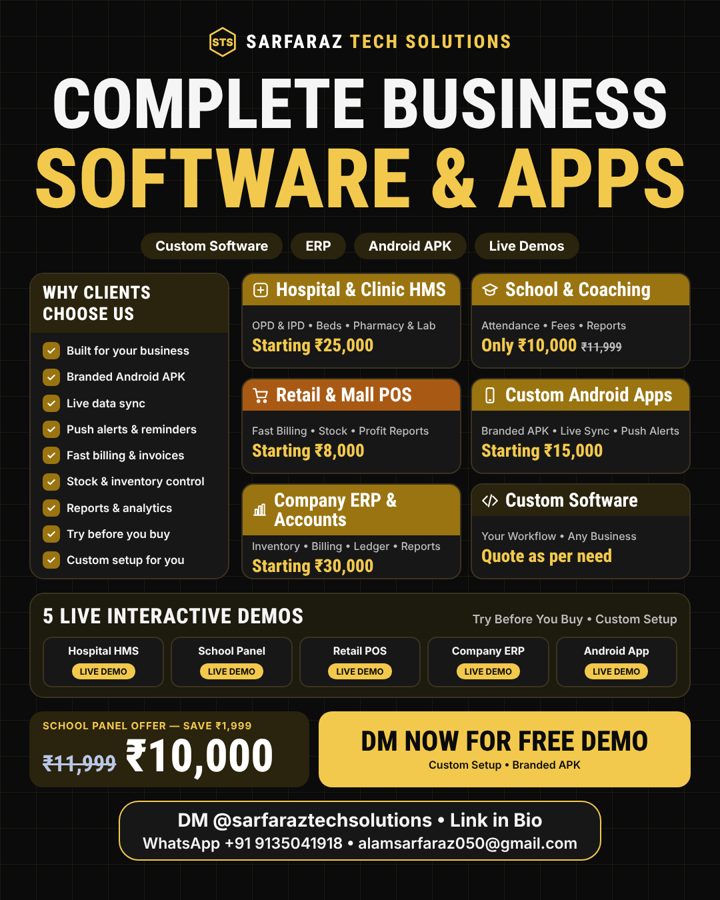 STS SARFARAZ TECH SOLUTIONS
COMPLETE BUSINESS
SOFTWARE & APPS
Custom Software
ERP
Android APK
Live Demos
WHY CLIENTS
CHOOSE US
Built for your business
Branded Android APK
Live data sync
Push alerts & reminders
Fast billing & invoices
Stock & inventory control
Reports & analytics
Try before you buy
Custom setup for you
Hospital & Clinic HMS
OPD & IPD • Beds • Pharmacy & Lab
Starting ₹25,000
School & Coaching
Attendance • Fees • Reports
Only ₹10,000 ₹11,999
Retail & Mall POS
Fast Billing • Stock • Profit Reports
Starting ₹8,000
Custom Android Apps
Branded APK • Live Sync • Push Alerts
Starting ₹15,000
Company ERP &
Accounts
Inventory • Billing • Ledger • Reports
Starting ₹30,000
Custom Software
Your Workflow • Any Business
Quote as per need
5 LIVE INTERACTIVE DEMOS
Try Before You Buy • Custom Setup
Hospital HMS
LIVE DEMO
School Panel
LIVE DEMO
Retail POS
LIVE DEMO
Company ERP
LIVE DEMO
Android App
LIVE DEMO
SCHOOL PANEL OFFER — SAVE ₹1,999
₹11,999 ₹10,000
DM NOW FOR FREE DEMO
Custom Setup • Branded APK
DM @sarfaraztechsolutions • Link in Bio
WhatsApp +91 9135041918 • alamsarfaraz050@gmail.com